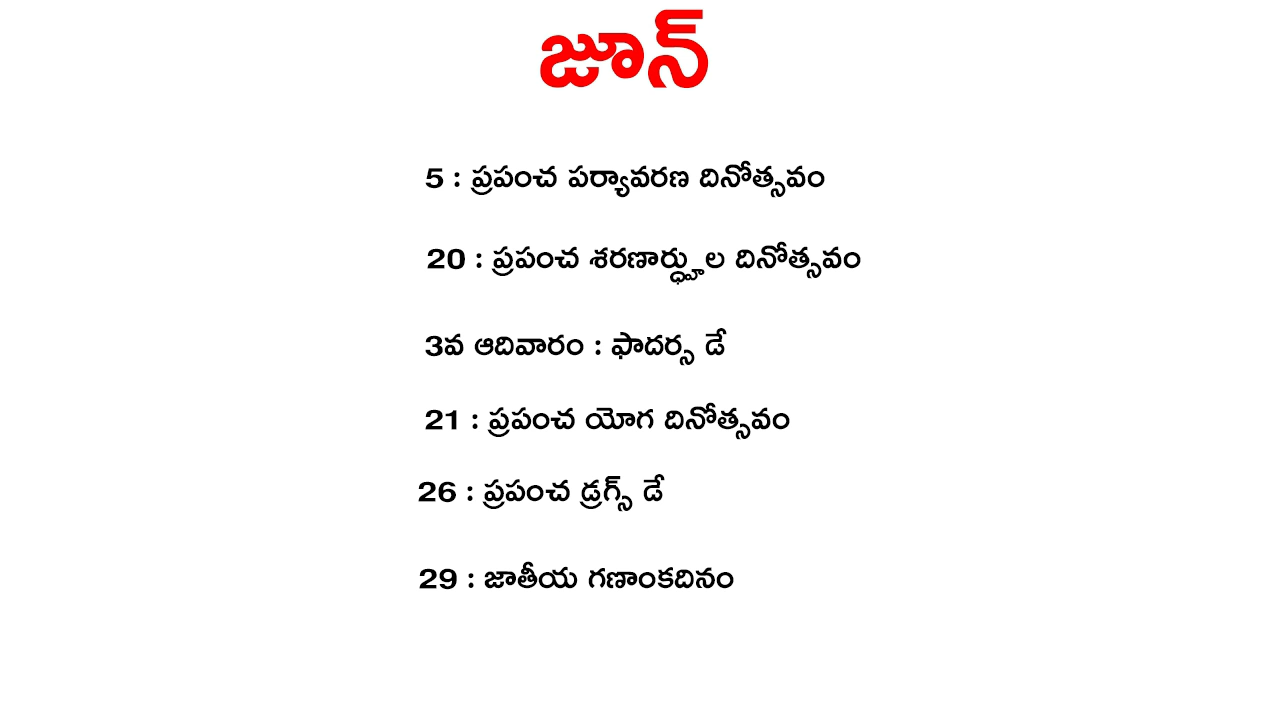 జూన్
5 : ప్రపంచ పర్యావరణ దినోత్సవం
20 : ప్రపంచ శరణార్ధ్హుల దినోత్సవం
3వ ఆదివారం : ఫాదర్స డే
21 : ప్రపంచ యోగ దినోత్సవం
26 : ప్రపంచ డ్రగ్స్ డే
29 : జాతీయ గణాంకదినం